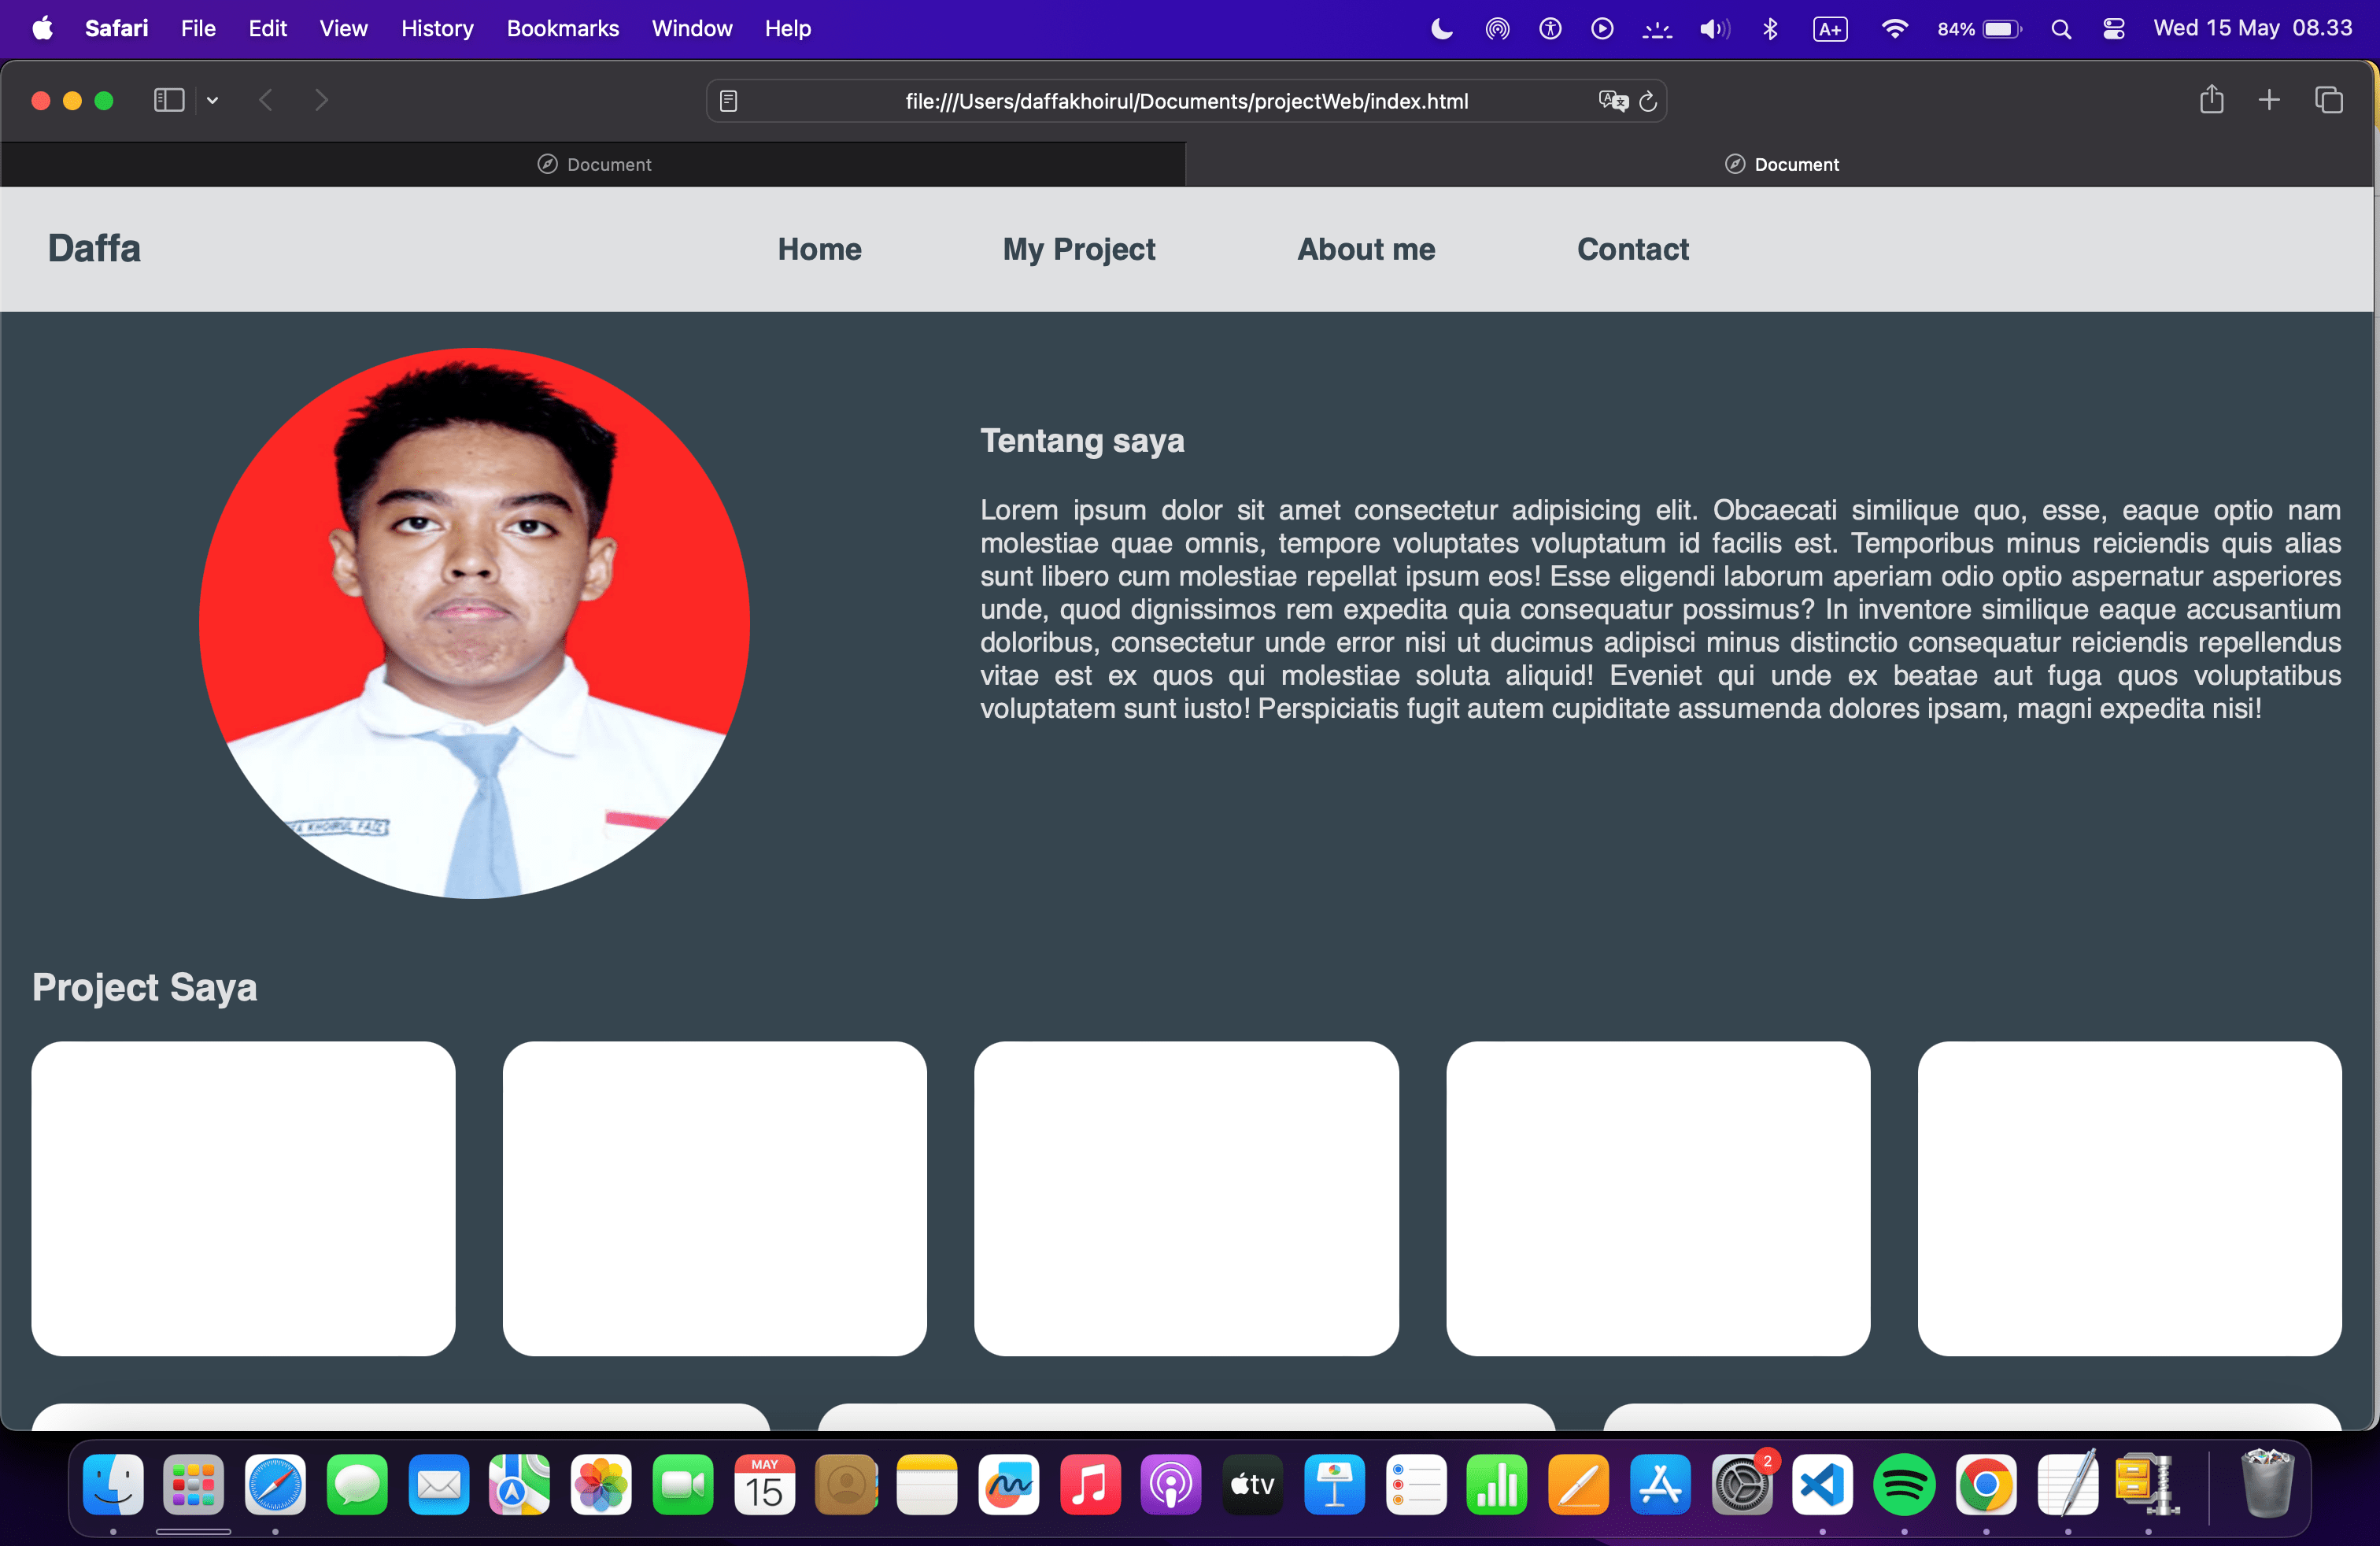 Safari File Edit View History Bookmarks Window Help A+ 84% Wed 15 May 08.33
file:///Users/daffakhoirul/Documents/projectWeb/index.html
Document Document
Daffa Home My Project About me Contact
Tentang saya
Lorem ipsum dolor sit amet consectetur adipisicing elit. Obcaecati similique quo, esse, eaque optio nam
molestiae quae omnis, tempore voluptates voluptatum id facilis est. Temporibus minus reiciendis quis alias
sunt libero cum molestiae repellat ipsum eos! Esse eligendi laborum aperiam odio optio aspernatur asperiores
unde, quod dignissimos rem expedita quia consequatur possimus? In inventore similique eaque accusantium
doloribus, consectetur unde error nisi ut ducimus adipisci minus distinctio consequatur reiciendis repellendus
vitae est ex quos qui molestiae soluta aliquid! Eveniet qui unde ex beatae aut fuga quos voluptatibus
voluptatem sunt iusto! Perspiciatis fugit autem cupiditate assumenda dolores ipsam, magni expedita nisi!
KHOIRUL FAIZ
Project Saya
MAY
15
tv
2